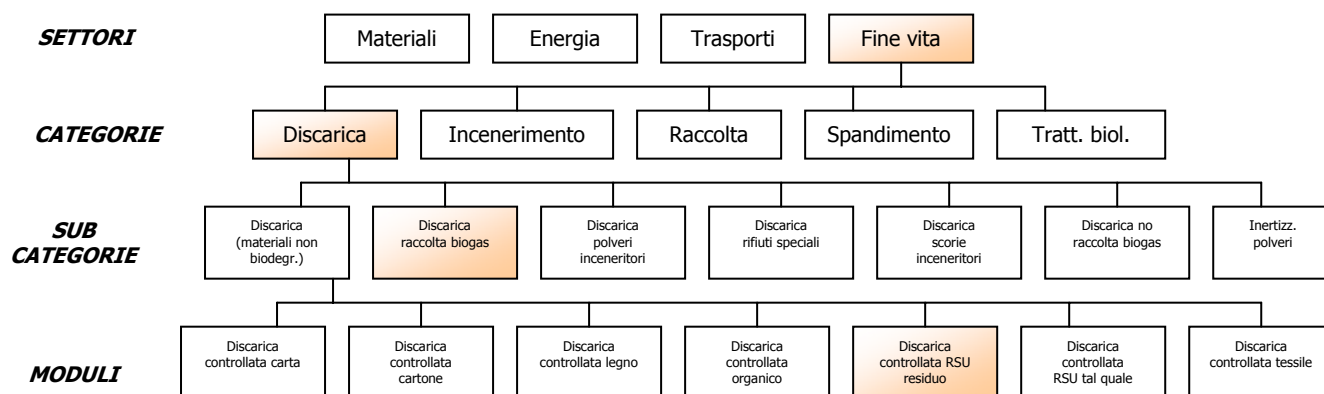 SETTORI
Materiali
Energia
Trasporti
Fine vita
CATEGORIE
Discarica
Incenerimento
Raccolta
Spandimento
Tratt. biol.
SUB
CATEGORIE
Discarica
(materiali non
biodegr.)
Discarica
raccolta biogas
Discarica
polveri
inceneritori
Discarica
rifiuti speciali
Discarica
scorie
inceneritori
Discarica no
raccolta biogas
Inertizz.
polveri
MODULI
Discarica
controllata carta
Discarica
controllata
cartone
Discarica
controllata legno
Discarica
controllata
organico
Discarica
controllata RSU
residuo
Discarica
controllata
RSU tal quale
Discarica
controllata tessile